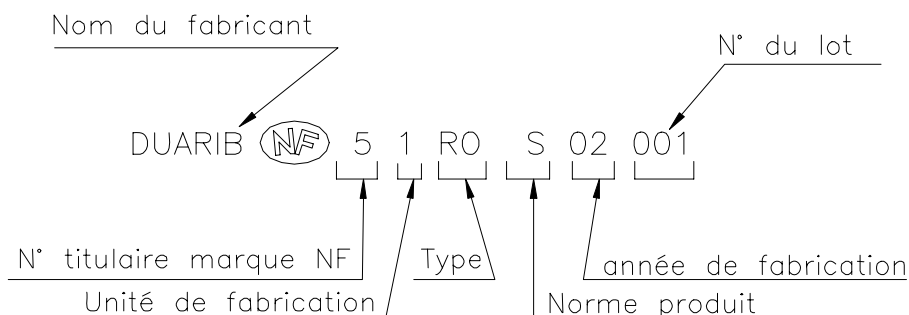 Nom du fabricant
N° du lot
DUARIB NF 5 1 RO S 02 001
N° titulaire marque NF
Type
année de fabrication
Unité de fabrication
Norme produit